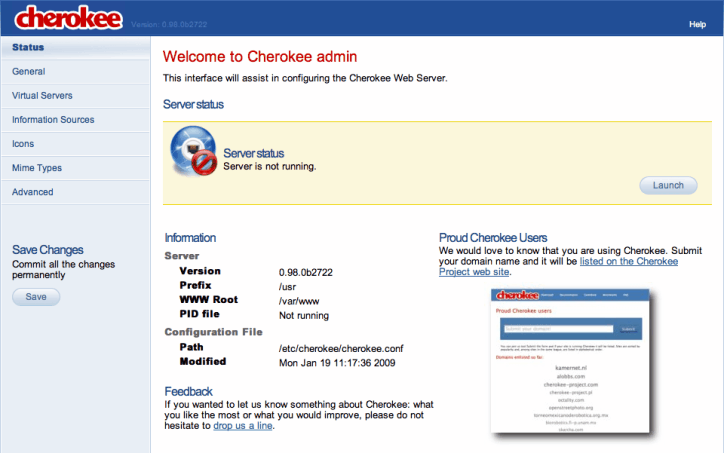 cherokee Version: 0.98.0b2722 Help
Status
General
Virtual Servers
Information Sources
Icons
Mime Types
Advanced
Save Changes
Commit all the changes
permanently
Save
Welcome to Cherokee admin
This interface will assist in configuring the Cherokee Web Server.
Server status
Server status
Server is not running.
Launch
Information
Server
Version 0.98.0b2722
Prefix /usr
WWW Root /var/www
PID file Not running
Configuration File
Path /etc/cherokee/cherokee.conf
Modified Mon Jan 19 11:17:36 2009
Feedback
If you wanted to let us know something about Cherokee: what
you like the most or what you would improve, please do not
hesitate to drop us a line.
Proud Cherokee Users
We would love to know that you are using Cherokee. Submit
your domain name and it will be listed on the Cherokee
Project web site.
cherokee
Proud Cherokee users
Submit your domain!
Submit
Domains enlisted so far:
kamernet.nl
alobbs.com
cherokee-project.com
cherokee-project.pl
octality.com
openstreetphoto.org